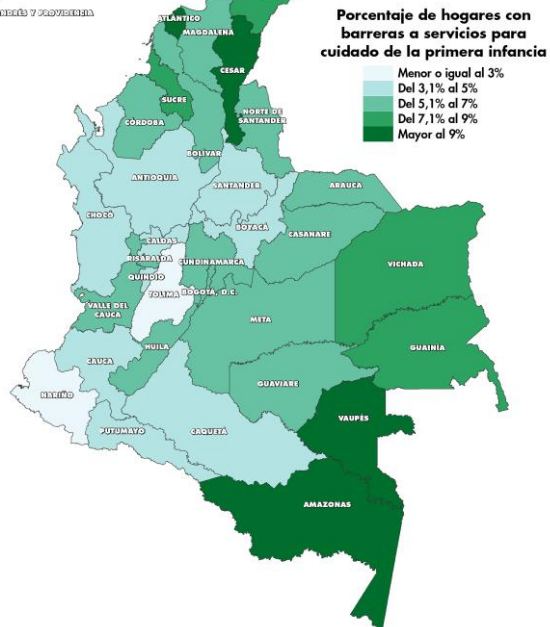 ANDRÉS Y PROVIDENCIA
Porcentaje de hogares con
barreras a servicios para
cuidado de la primera infancia
Menor o igual al 3%
Del 3,1% al 5%
Del 5,1% al 7%
Del 7,1% al 9%
Mayor al 9%
ATLÁNTICO
MAGDALENA
CESAR
SUCRE
NORTE DE
SANTANDER
CÓRDOBA
BOLÍVAR
ANTIOQUIA
SANTANDER
ARAUCA
CHOCÓ
BOYACÁ
CASANARE
CALDAS
RISARALDA
CUNDINAMARCA
VICHADA
QUINDÍO
TOLIMA
BOGOTÁ, D.C.
VALLE DEL
CAUCA
META
HUILA
GUAINÍA
CAUCA
GUAVIARE
NARIÑO
VAUPÉS
PUTUMAYO
CAQUETÁ
AMAZONAS